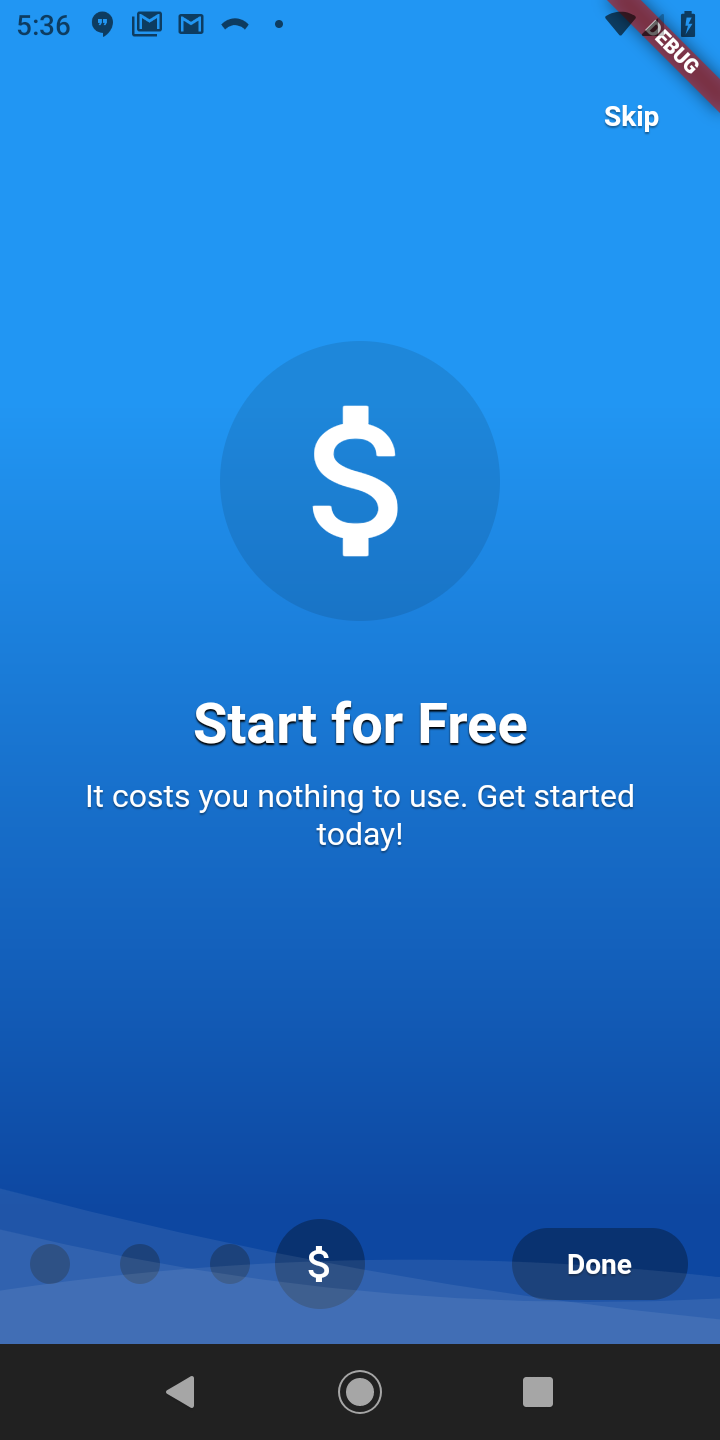 5:36
DEBUG
Skip
$
Start for Free
It costs you nothing to use. Get started
today!
$
Done